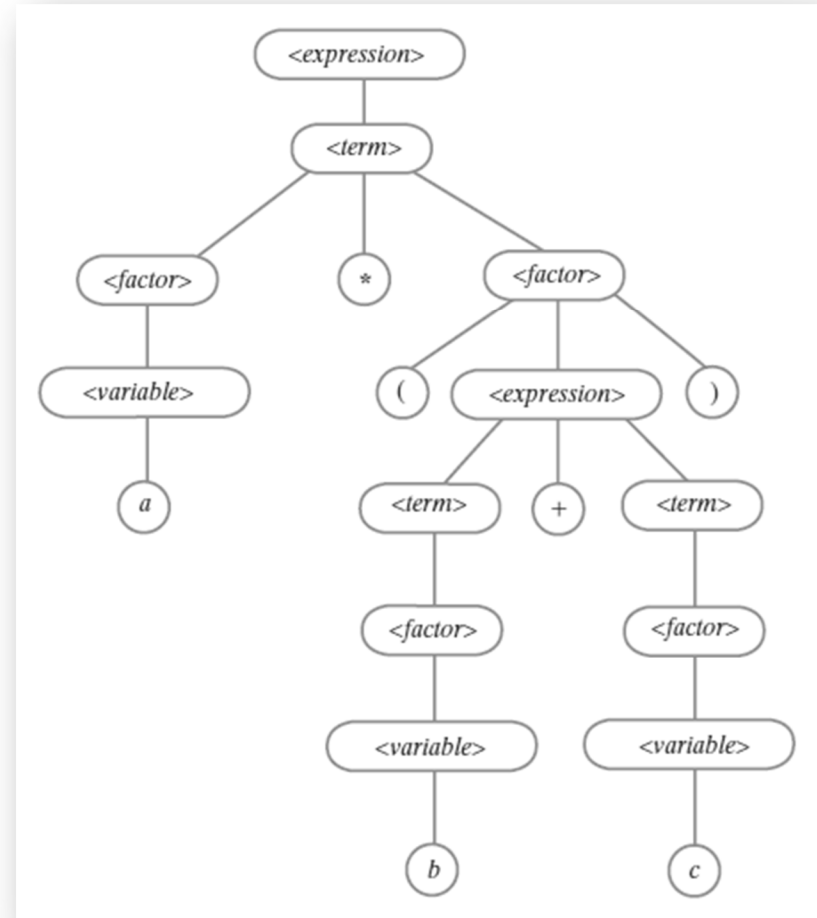 <expression>
<term>
<factor> * <factor>
<variable> ( <expression> )
a <term> + <term>
<factor> <factor>
<variable> <variable>
b c